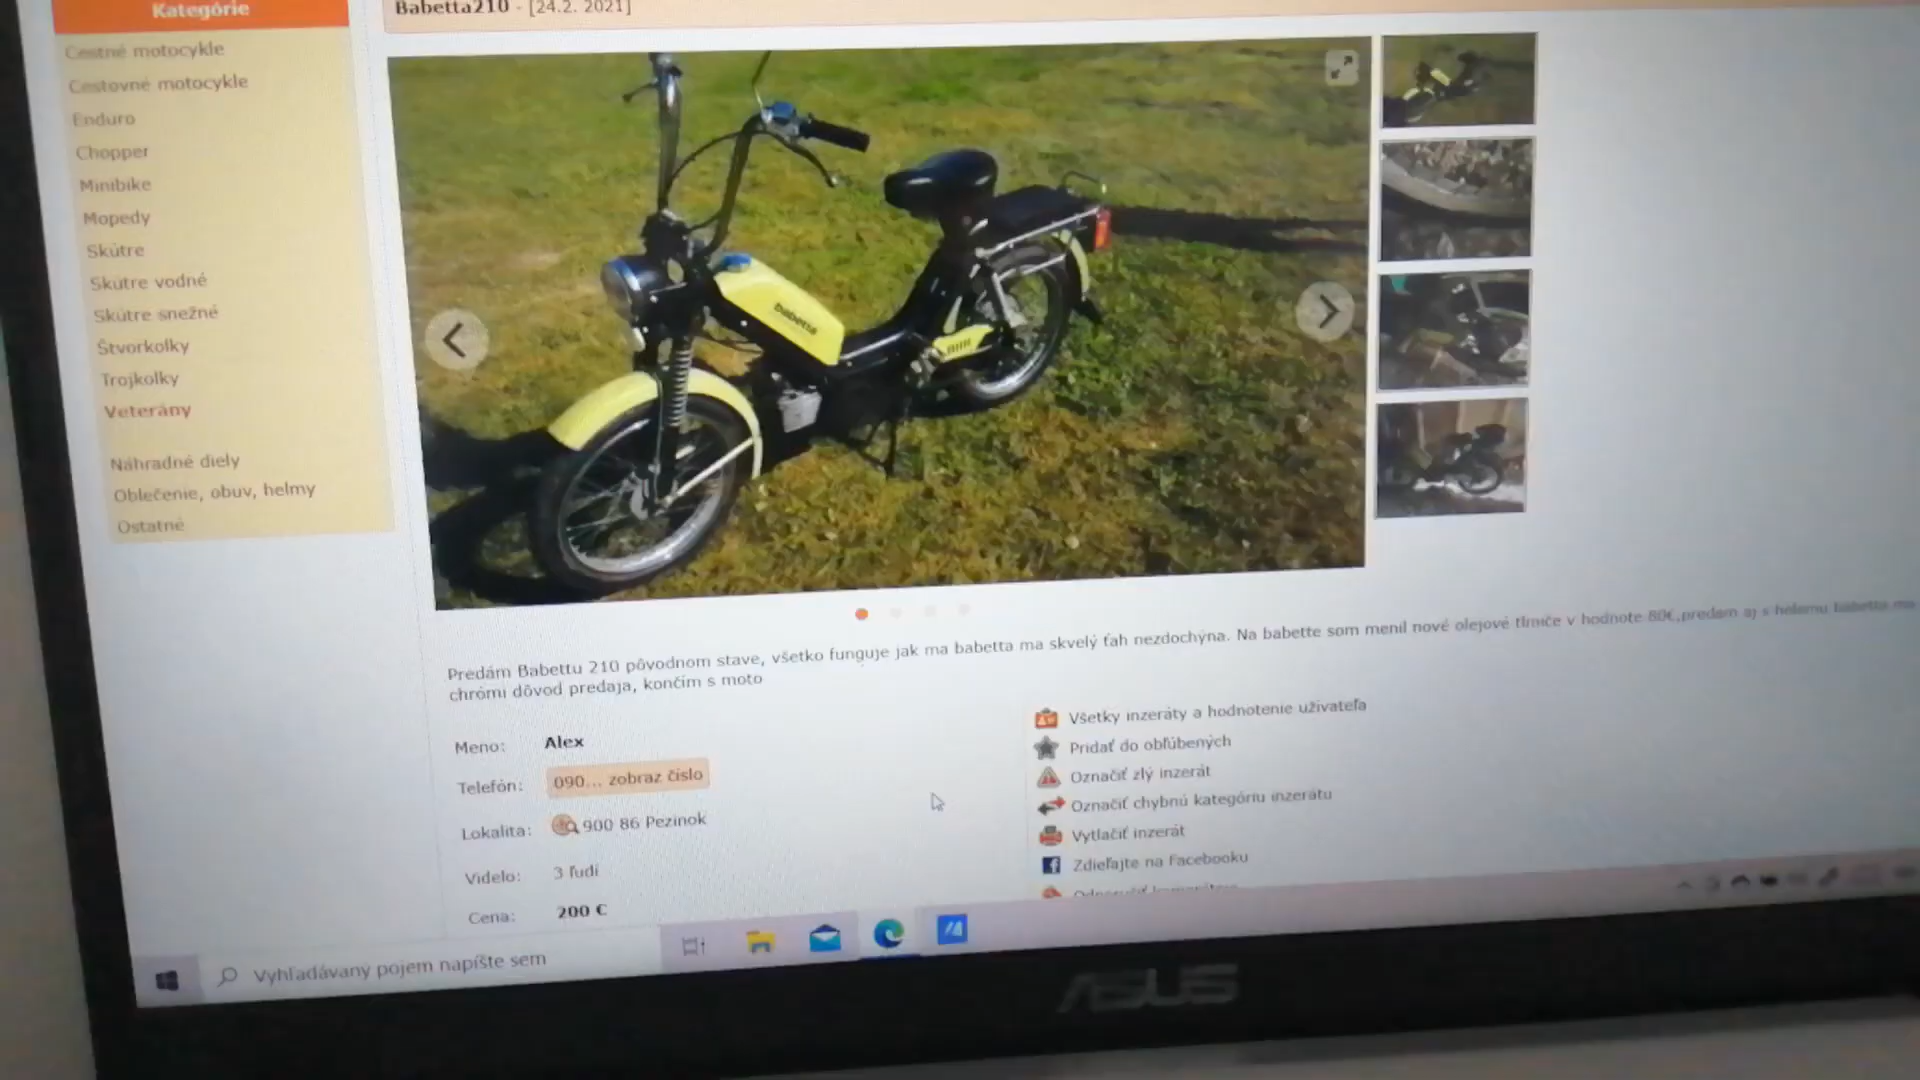 Kategórie
Babetta210 - [24.2. 2021]
Cestné motocykle
Cestovné motocykle
Enduro
Chopper
Minibike
Mopedy
Skútre
Skútre vodné
Skútre snežné
Štvorkolky
Trojkolky
Veterány
Náhradné diely
Oblečenie, obuv, helmy
Ostatné
babetta
Predám Babettu 210 pôvodnom stave, všetko funguje jak ma babetta ma skvelý ťah nezdochýna. Na babette som menil nové olejové tlmiče v hodnote 80€,predam aj s helamu babetta ma
chrómi dôvod predaja, končím s moto
Meno: Alex
Telefón: 090... zobraz číslo
Lokalita: 900 86 Pezinok
Videlo: 3 ľudí
Cena: 200 €
Všetky inzeráty a hodnotenie užívateľa
Pridať do obľúbených
Označiť zlý inzerát
Označiť chybnú kategóriu inzerátu
Vytlačiť inzerát
Zdieľajte na Facebooku
Vyhľadávaný pojem napíšte sem
ASUS